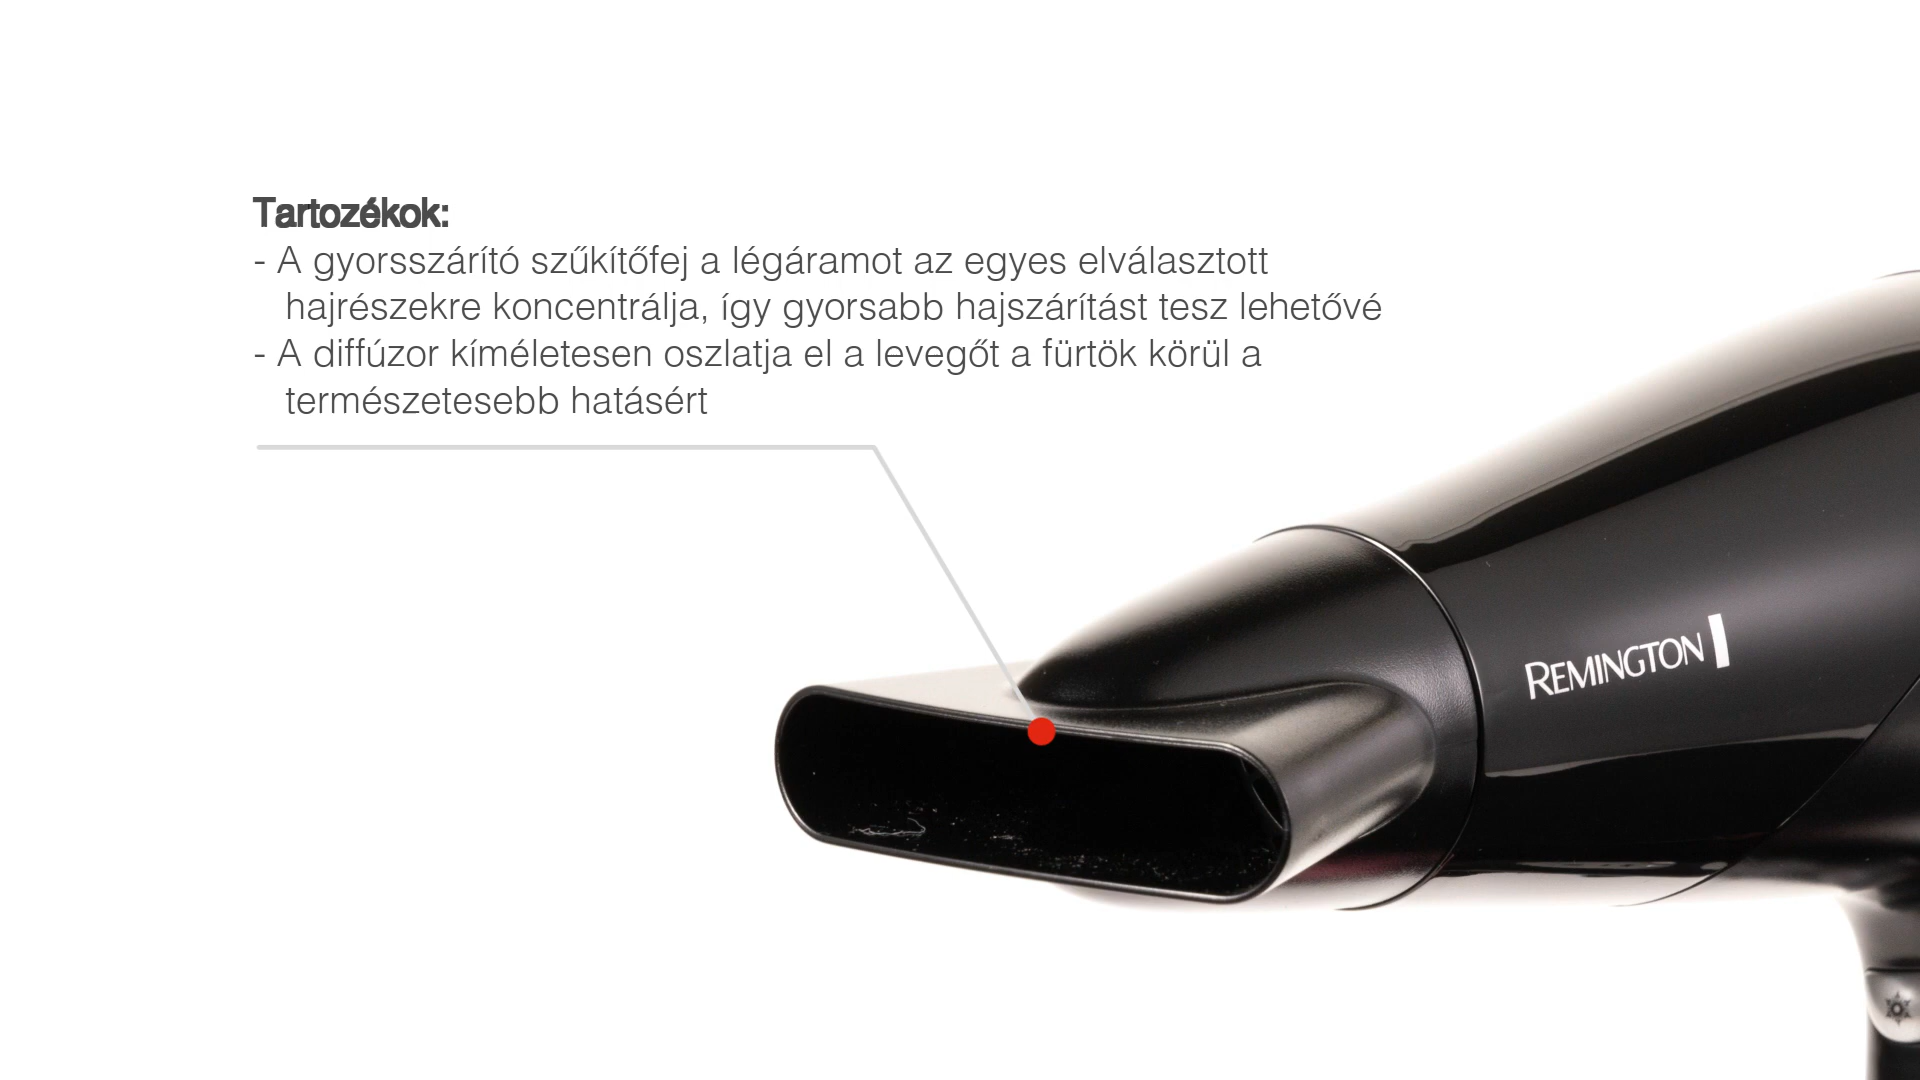 Tartozékok:
- A gyorsszárító szűkítőfej a légáramot az egyes elválasztott
hajrészekre koncentrálja, így gyorsabb hajszárítást tesz lehetővé
- A diffúzor kíméletesen oszlatja el a levegőt a fürtök körül a
természetesebb hatásért
REMINGTON